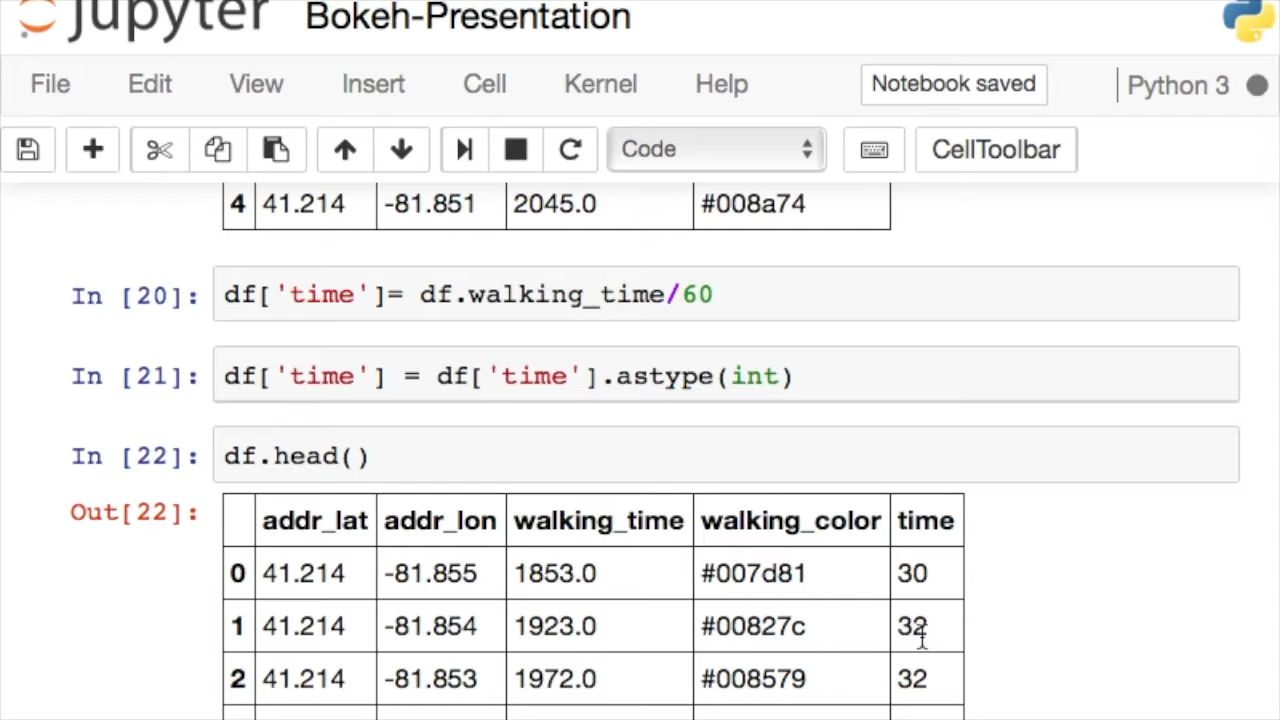 jupyter Bokeh-Presentation
File Edit View Insert Cell Kernel Help Notebook saved Python 3
Code CellToolbar
4 41.214 -81.851 2045.0 #008a74
In [20]: df['time']= df.walking_time/60
In [21]: df['time'] = df['time'].astype(int)
In [22]: df.head()
Out[22]:
addr_lat addr_lon walking_time walking_color time
0 41.214 -81.855 1853.0 #007d81 30
1 41.214 -81.854 1923.0 #00827c 32
2 41.214 -81.853 1972.0 #008579 32